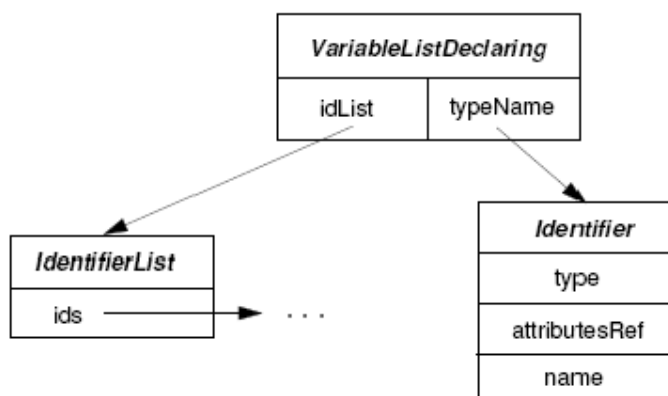 VariableListDeclaring
idList typeName
IdentifierList
ids ...
Identifier
type
attributesRef
name